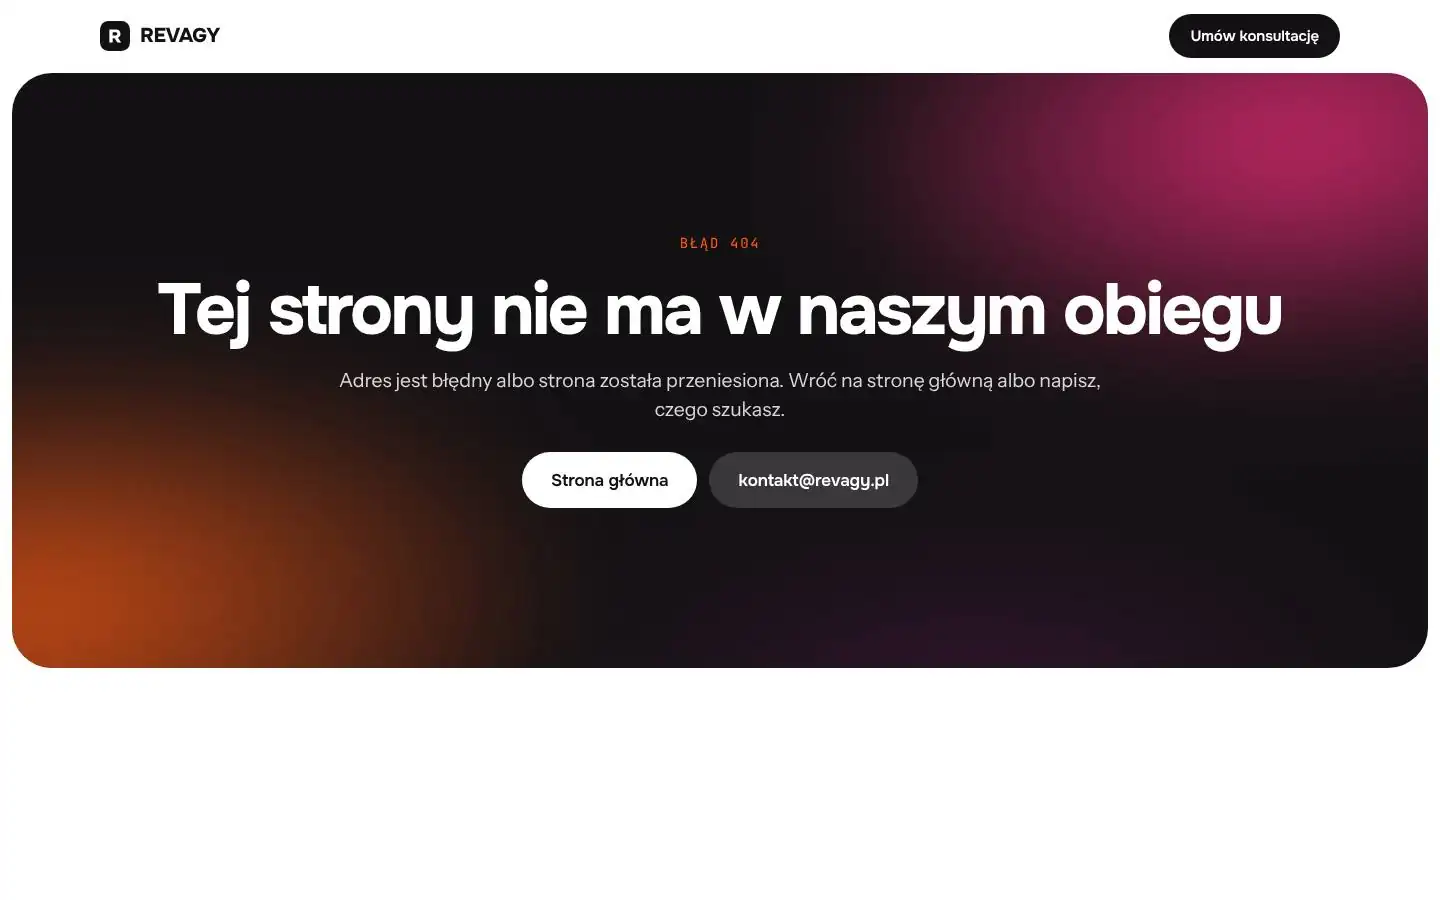 R REVAGY
Umów konsultację
BŁĄD 404
Tej strony nie ma w naszym obiegu
Adres jest błędny albo strona została przeniesiona. Wróć na stronę główną albo napisz,
czego szukasz.
Strona główna
kontakt@revagy.pl